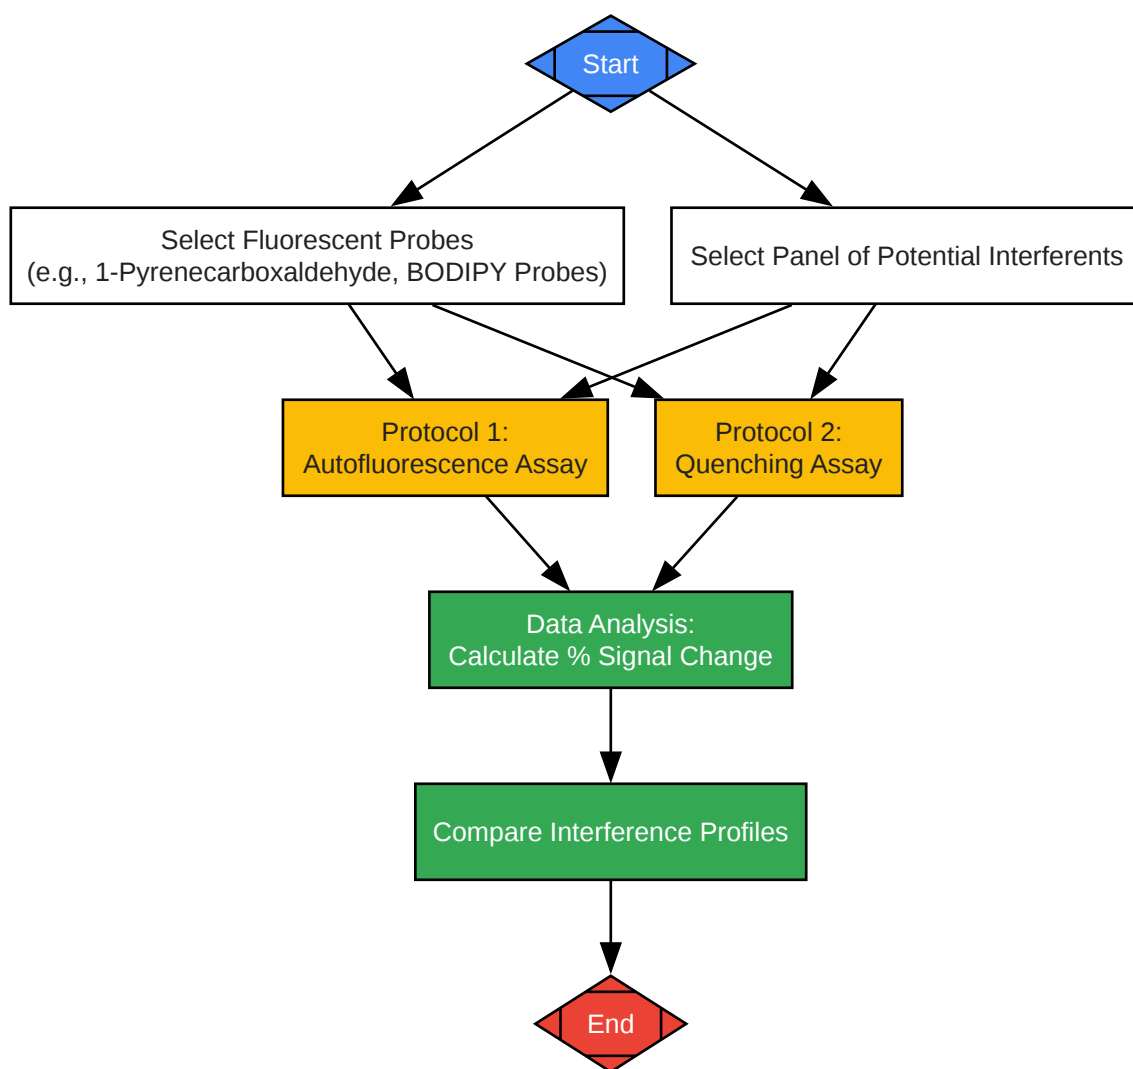 Start
Select Fluorescent Probes
(e.g., 1-Pyrenecarboxaldehyde, BODIPY Probes)
Select Panel of Potential Interferents
Protocol 1:
Autofluorescence Assay
Protocol 2:
Quenching Assay
Data Analysis:
Calculate % Signal Change
Compare Interference Profiles
End